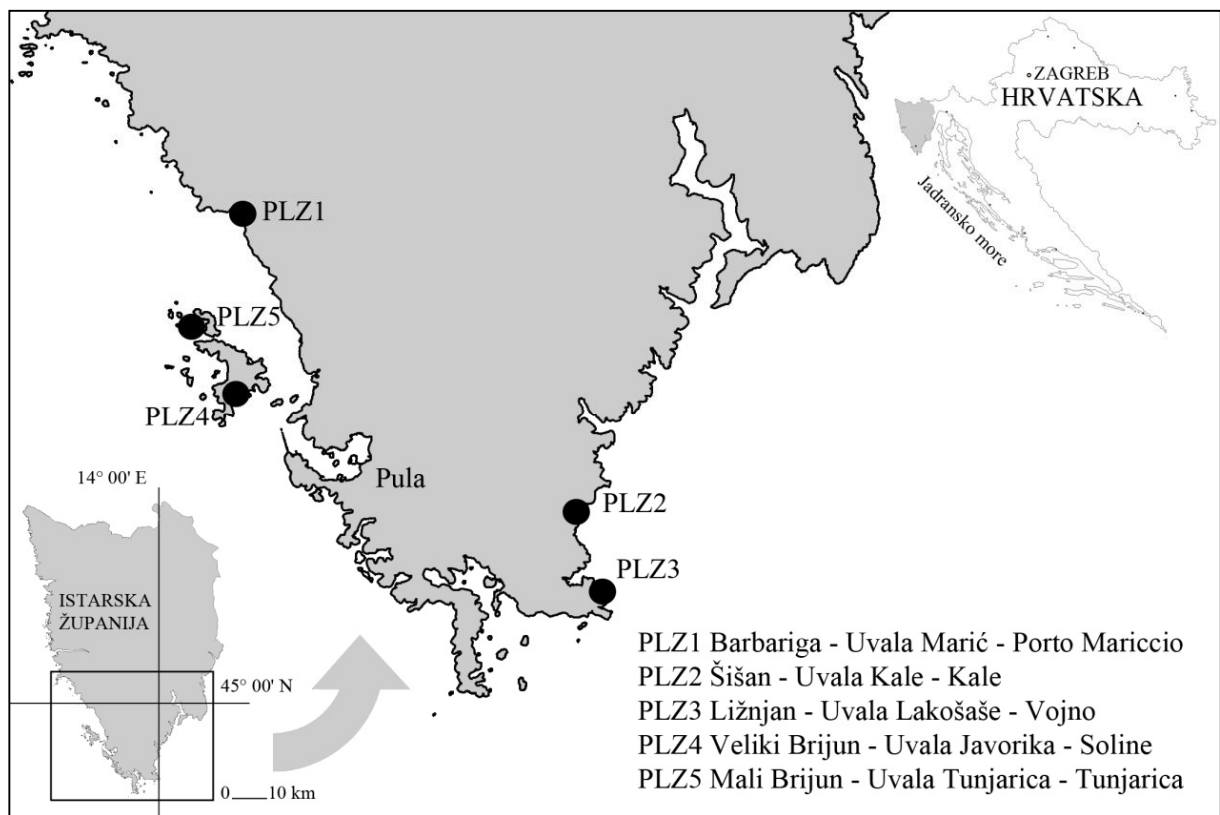 ZAGREB
HRVATSKA
Jadransko more
PLZ1
PLZ5
PLZ4
Pula
14° 00' E
PLZ2
PLZ3
ISTARSKA
ŽUPANIJA
45° 00' N
0 10 km
PLZ1 Barbariga - Uvala Marić - Porto Mariccio
PLZ2 Šišan - Uvala Kale - Kale
PLZ3 Ližnjan - Uvala Lakošaše - Vojno
PLZ4 Veliki Brijun - Uvala Javorika - Soline
PLZ5 Mali Brijun - Uvala Tunjarica - Tunjarica